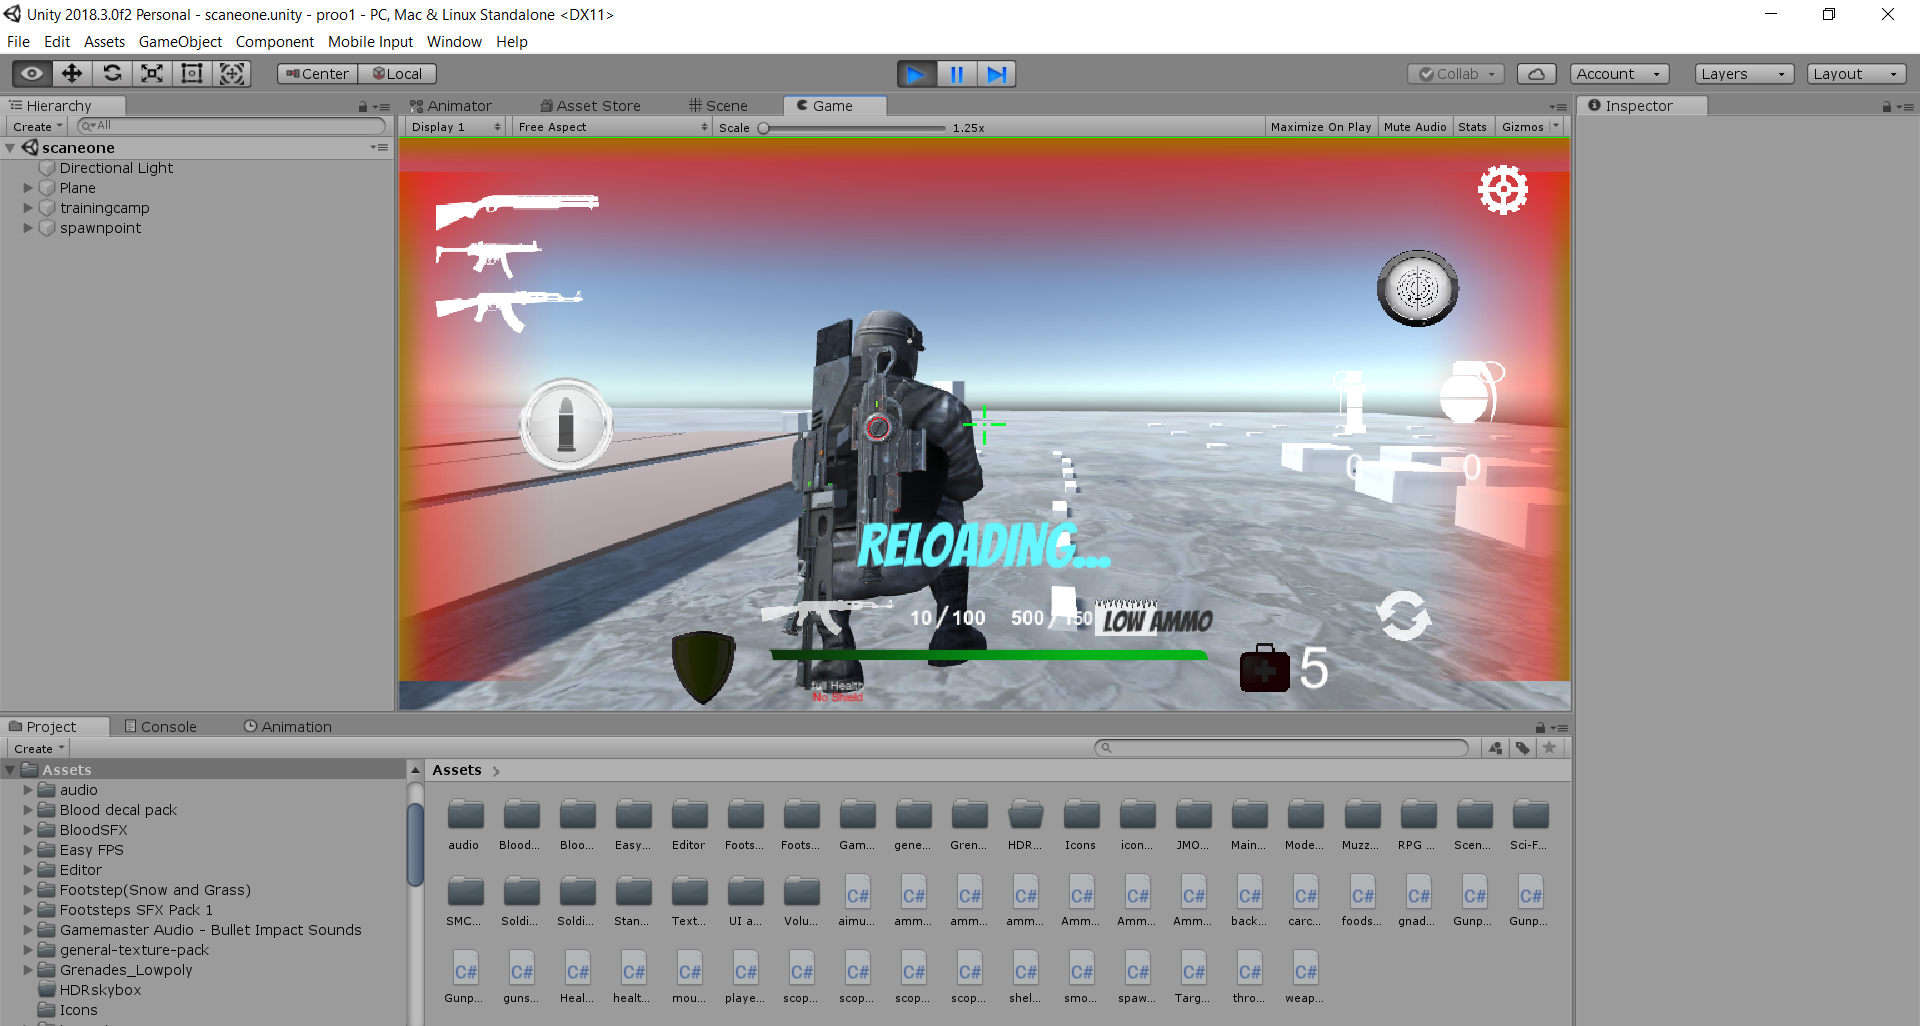 Unity 2018.3.0f2 Personal - scaneone.unity - proo1 - PC, Mac & Linux Standalone <DX11>
File Edit Assets GameObject Component Mobile Input Window Help
Center Local Collab Account Layers Layout
Hierarchy Animator Asset Store Scene Game Inspector
Create All Display 1 Free Aspect Scale 1.25x Maximize On Play Mute Audio Stats Gizmos
scaneone
Directional Light
Plane
trainingcamp
spawnpoint
0 0
RELOADING...
10 / 100 500 / 150 LOW AMMO
5
full Health
No Shield
Project Console Animation
Create
Assets Assets
audio
Blood decal pack
BloodSFX
Easy FPS
Editor
Footstep(Snow and Grass)
Footsteps SFX Pack 1
Gamemaster Audio - Bullet Impact Sounds
general-texture-pack
Grenades_Lowpoly
HDRskybox
Icons
audio Blood... Bloo... Easy... Editor Foots... Foots... Gam... gene... Gren... HDR... Icons icon... JMO... Main... Mode... Muzz... RPG ... Scen... Sci-F...
C# C# C# C# C# C# C# C# C# C# C# C# C#
SMC... Soldi... Soldi... Stan... Text... UI a... Volu... aimu... amm... amm... amm... Amm... Amm... Amm... back... carc... foods... gnad... Gunp... Gunp...
C# C# C# C# C# C# C# C# C# C# C# C# C# C# C# C#
Gunp... guns... Heal... healt... mou... playe... scop... scop... scop... scop... shel... smo... spaw... Targ... thro... weap...